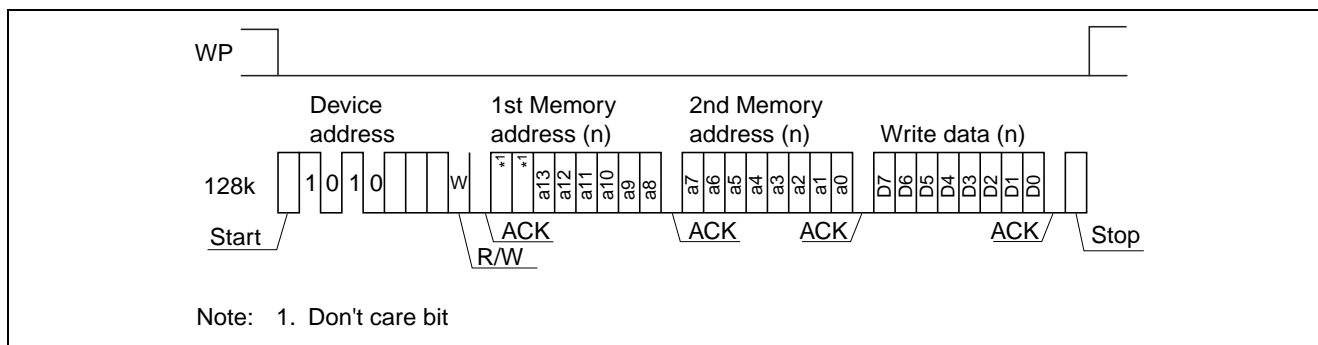 WP
Device address
1st Memory address (n)
2nd Memory address (n)
Write data (n)
128k
1 0 1 0 W
*1 *1 a13 a12 a11 a10 a9 a8
a7 a6 a5 a4 a3 a2 a1 a0
D7 D6 D5 D4 D3 D2 D1 D0
Start
R/W
ACK
ACK
ACK
ACK
Stop
Note: 1. Don't care bit